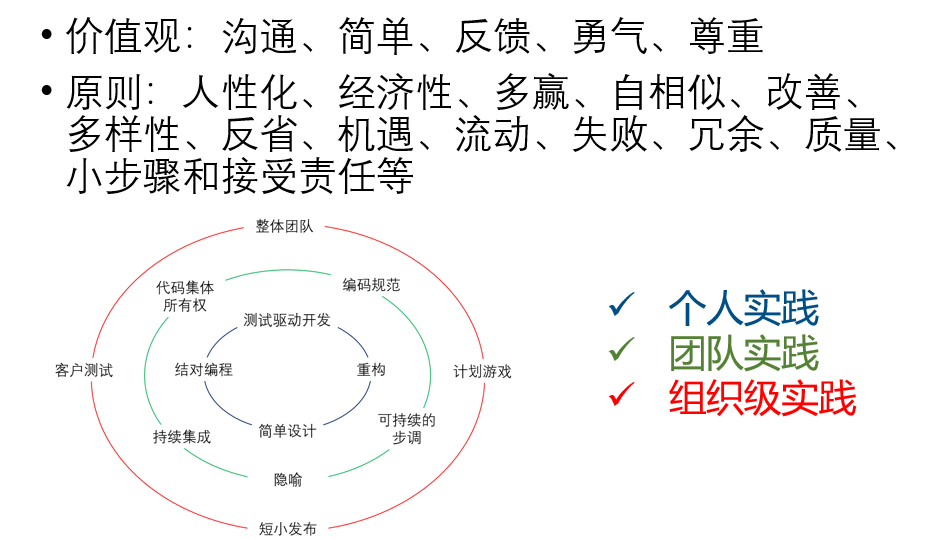 • 价值观：沟通、简单、反馈、勇气、尊重
• 原则：人性化、经济性、多赢、自相似、改善、
多样性、反省、机遇、流动、失败、冗余、质量、
小步骤和接受责任等
整体团队
代码集体
所有权
编码规范
测试驱动开发
客户测试
结对编程
重构
计划游戏
简单设计
持续集成
可持续的
步调
隐喻
短小发布
✓ 个人实践
✓ 团队实践
✓ 组织级实践